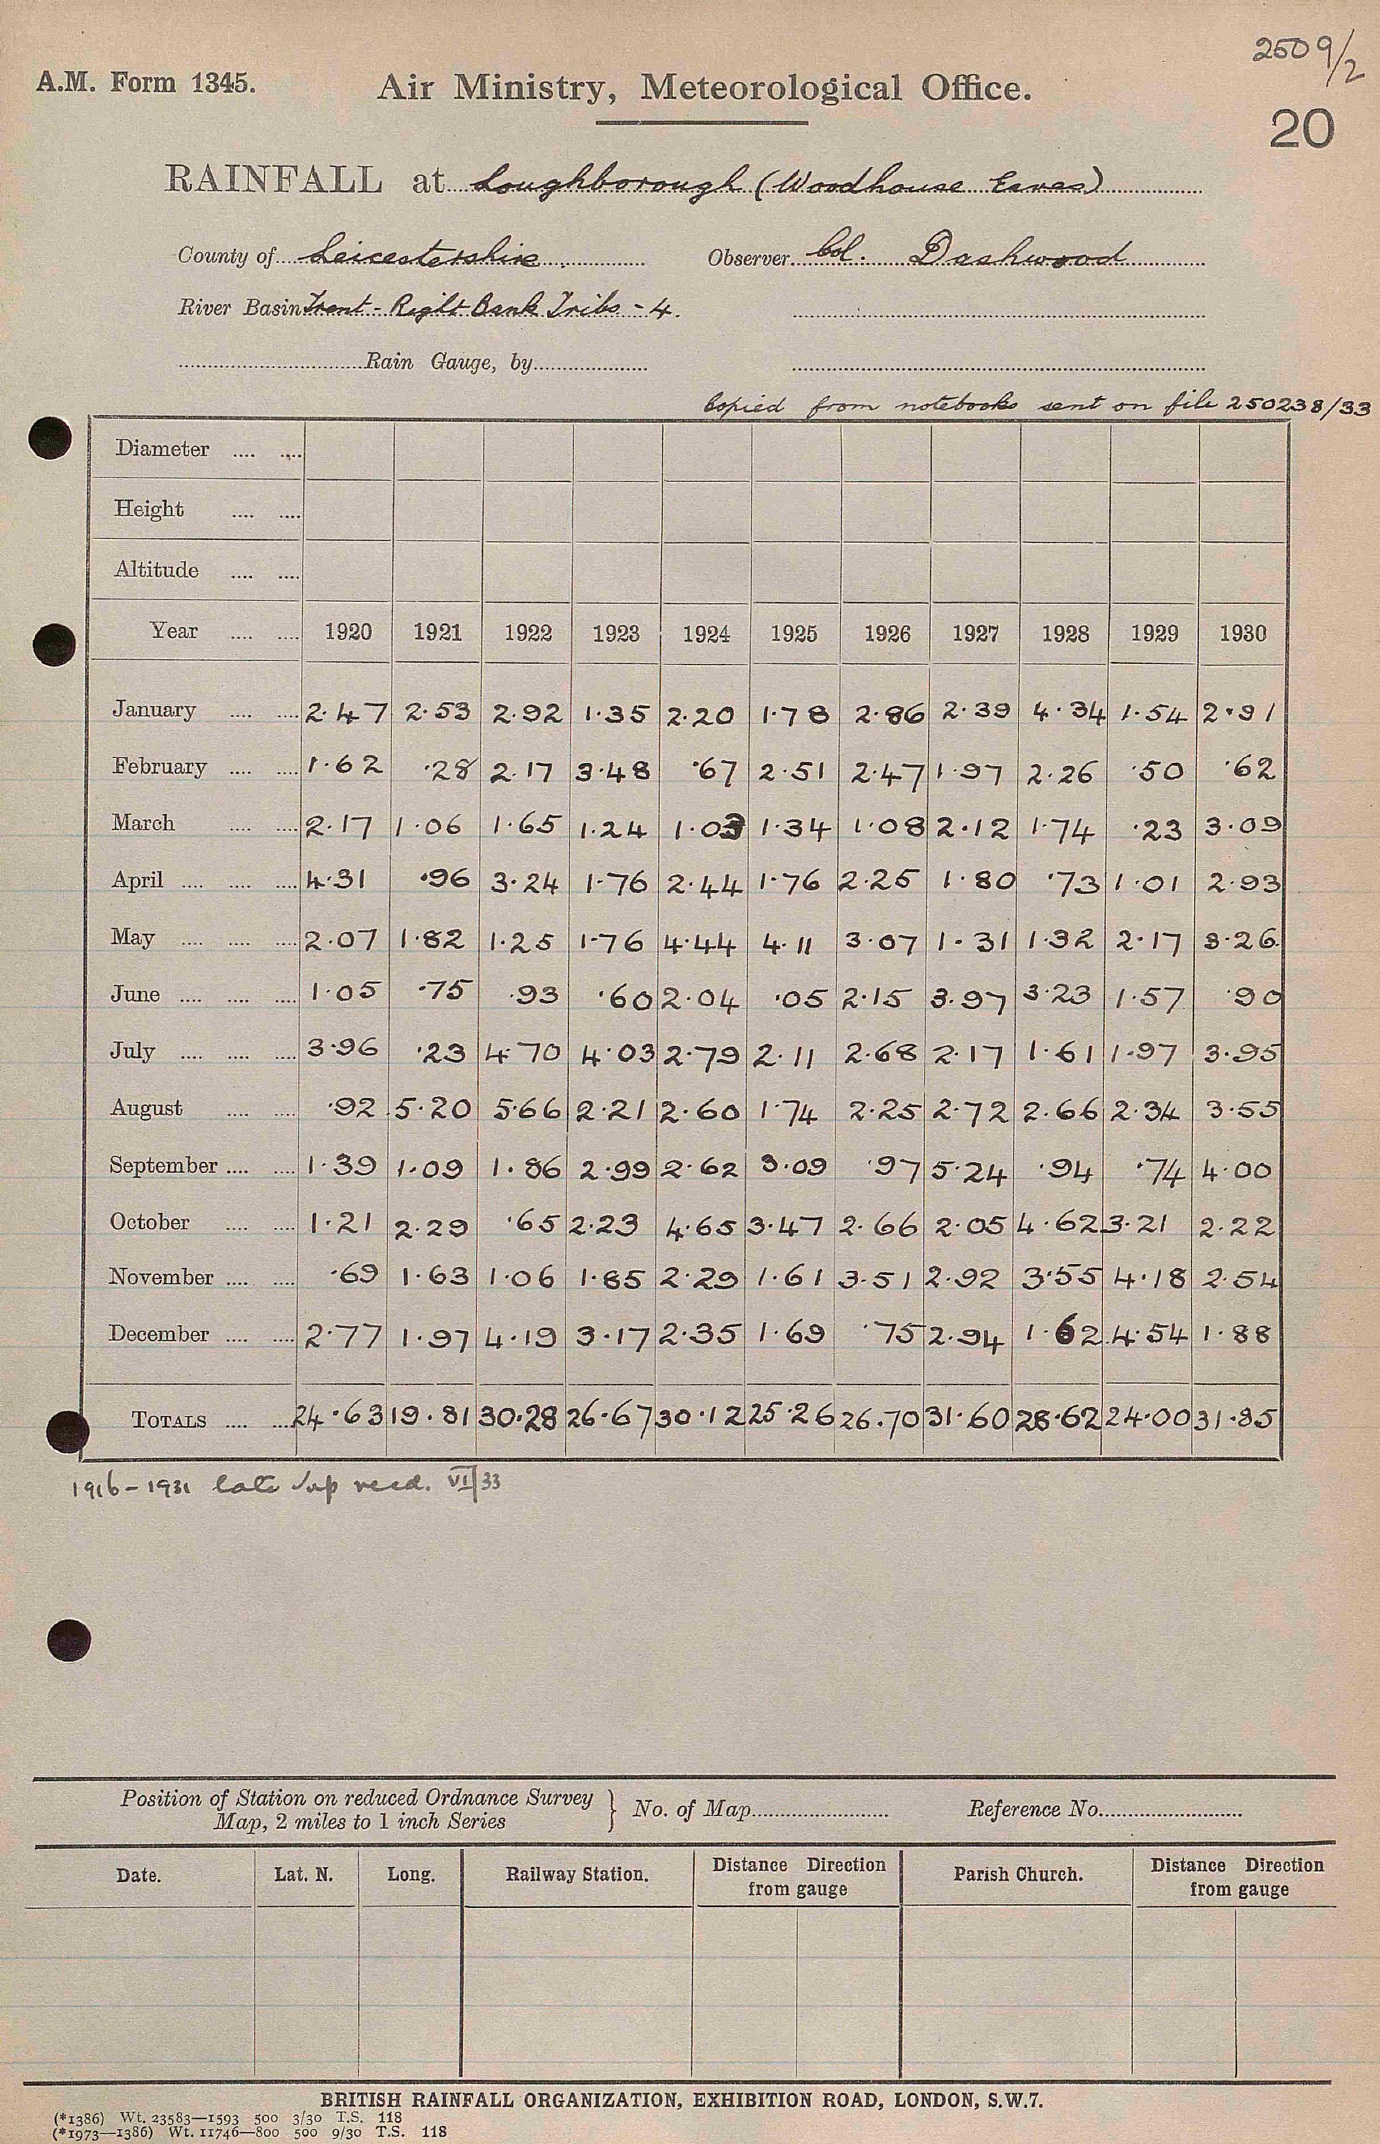 2509/2
A.M. Form 1345.
Air Ministry, Meteorological Office.
20
RAINFALL at Loughborough (Woodhouse Eaves)
County of Leicestershire. Observer Col. Dashwood
River Basin Trent - Right Bank Tribs - 4.
Rain Gauge, by
Copied from notebooks sent on file 250238/33
Diameter .... ....
Height .... ....
Altitude .... ....
Year .... .... 1920 1921 1922 1923 1924 1925 1926 1927 1928 1929 1930
January .... .... 2.47 2.53 2.92 1.35 2.20 1.78 2.86 2.39 4.34 1.54 2.91
February .... .... 1.62 .28 2.17 3.48 .67 2.51 2.47 1.97 2.26 .50 .62
March .... .... 2.17 1.06 1.65 1.24 1.03 1.34 1.08 2.12 1.74 .23 3.09
April .... .... .... 4.31 .96 3.24 1.76 2.44 1.76 2.25 1.80 .73 1.01 2.93
May .... .... .... 2.07 1.82 1.25 1.76 4.44 4.11 3.07 1.31 1.32 2.17 3.26
June .... .... .... 1.05 .75 .93 .60 2.04 .05 2.15 3.97 3.23 1.57 .90
July .... .... .... 3.96 .23 4.70 4.03 2.79 2.11 2.68 2.17 1.61 1.97 3.95
August .... .... .92 5.20 5.66 2.21 2.60 1.74 2.25 2.72 2.66 2.34 3.55
September .... .... 1.39 1.09 1.86 2.99 2.62 3.09 .97 5.24 .94 .74 4.00
October .... .... 1.21 2.29 .65 2.23 4.65 3.47 2.66 2.05 4.62 3.21 2.22
November .... .... .69 1.63 1.06 1.85 2.29 1.61 3.51 2.92 3.55 4.18 2.54
December .... .... 2.77 1.97 4.19 3.17 2.35 1.69 .75 2.94 1.62 4.54 1.88
TOTALS .... .... 24.63 19.81 30.28 26.67 30.12 25.26 26.70 31.60 28.62 24.00 31.85
1916-1931 late sup recd. VI/33
Position of Station on reduced Ordnance Survey
Map, 2 miles to 1 inch Series } No. of Map Reference No.
Date. Lat. N. Long. Railway Station. Distance Direction from gauge Parish Church. Distance Direction from gauge
BRITISH RAINFALL ORGANIZATION, EXHIBITION ROAD, LONDON, S.W.7.
(*1386) Wt. 23583—1593 500 3/30 T.S. 118
(*1973—1386) Wt. 11746—800 500 9/30 T.S. 118